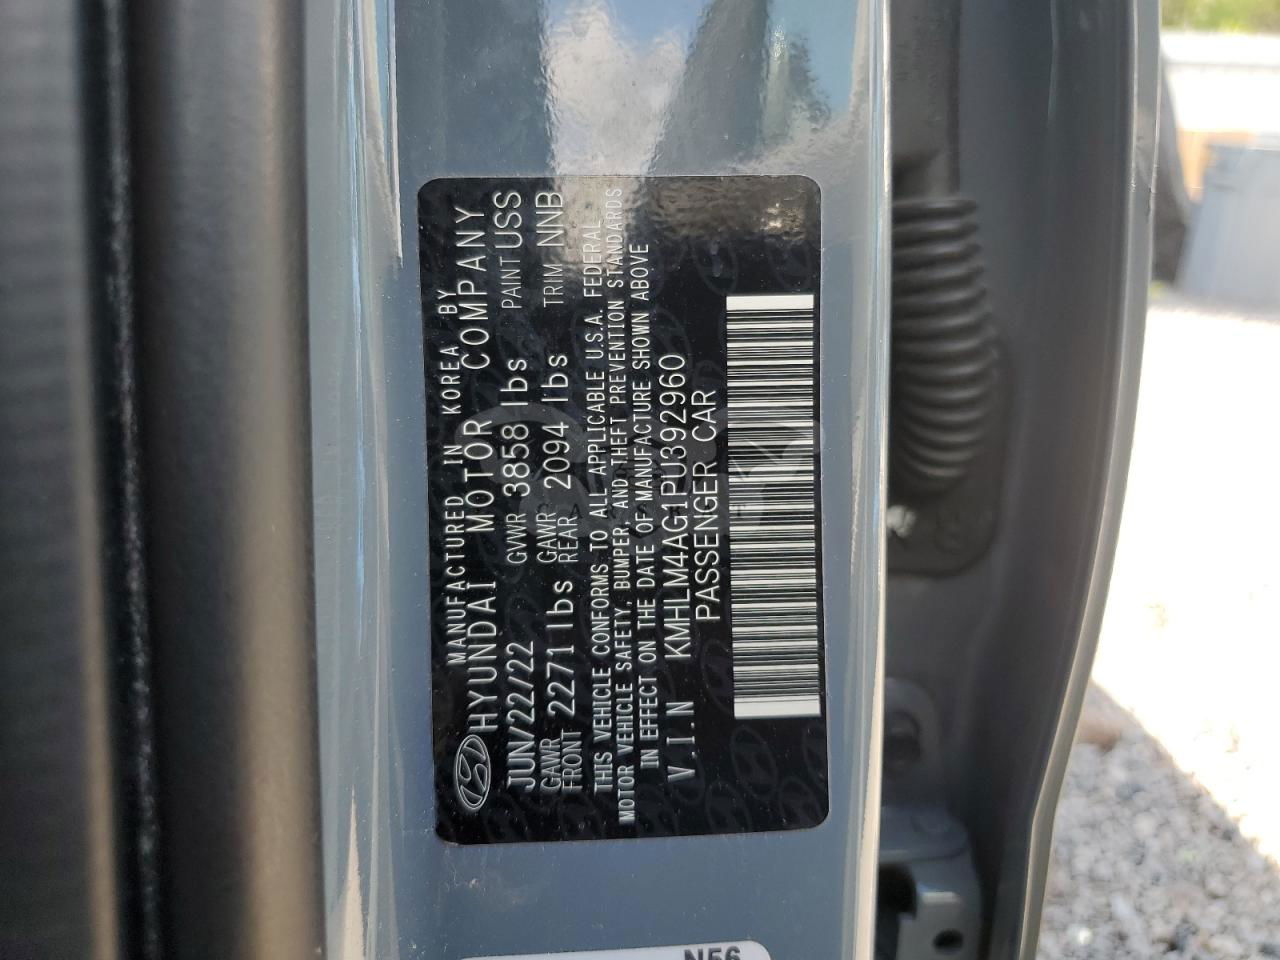 MANUFACTURED IN KOREA BY
HYUNDAI MOTOR COMPANY
JUN/22/22 GVWR 3858 lbs PAINT USS
GAWR FRONT 2271 lbs GAWR REAR 2094 lbs TRIM NNB
THIS VEHICLE CONFORMS TO ALL APPLICABLE U.S.A. FEDERAL
MOTOR VEHICLE SAFETY, BUMPER, AND THEFT PREVENTION STANDARDS
IN EFFECT ON THE DATE OF MANUFACTURE SHOWN ABOVE
V.I.N KMHLM4AG1PU392960
PASSENGER CAR
N56